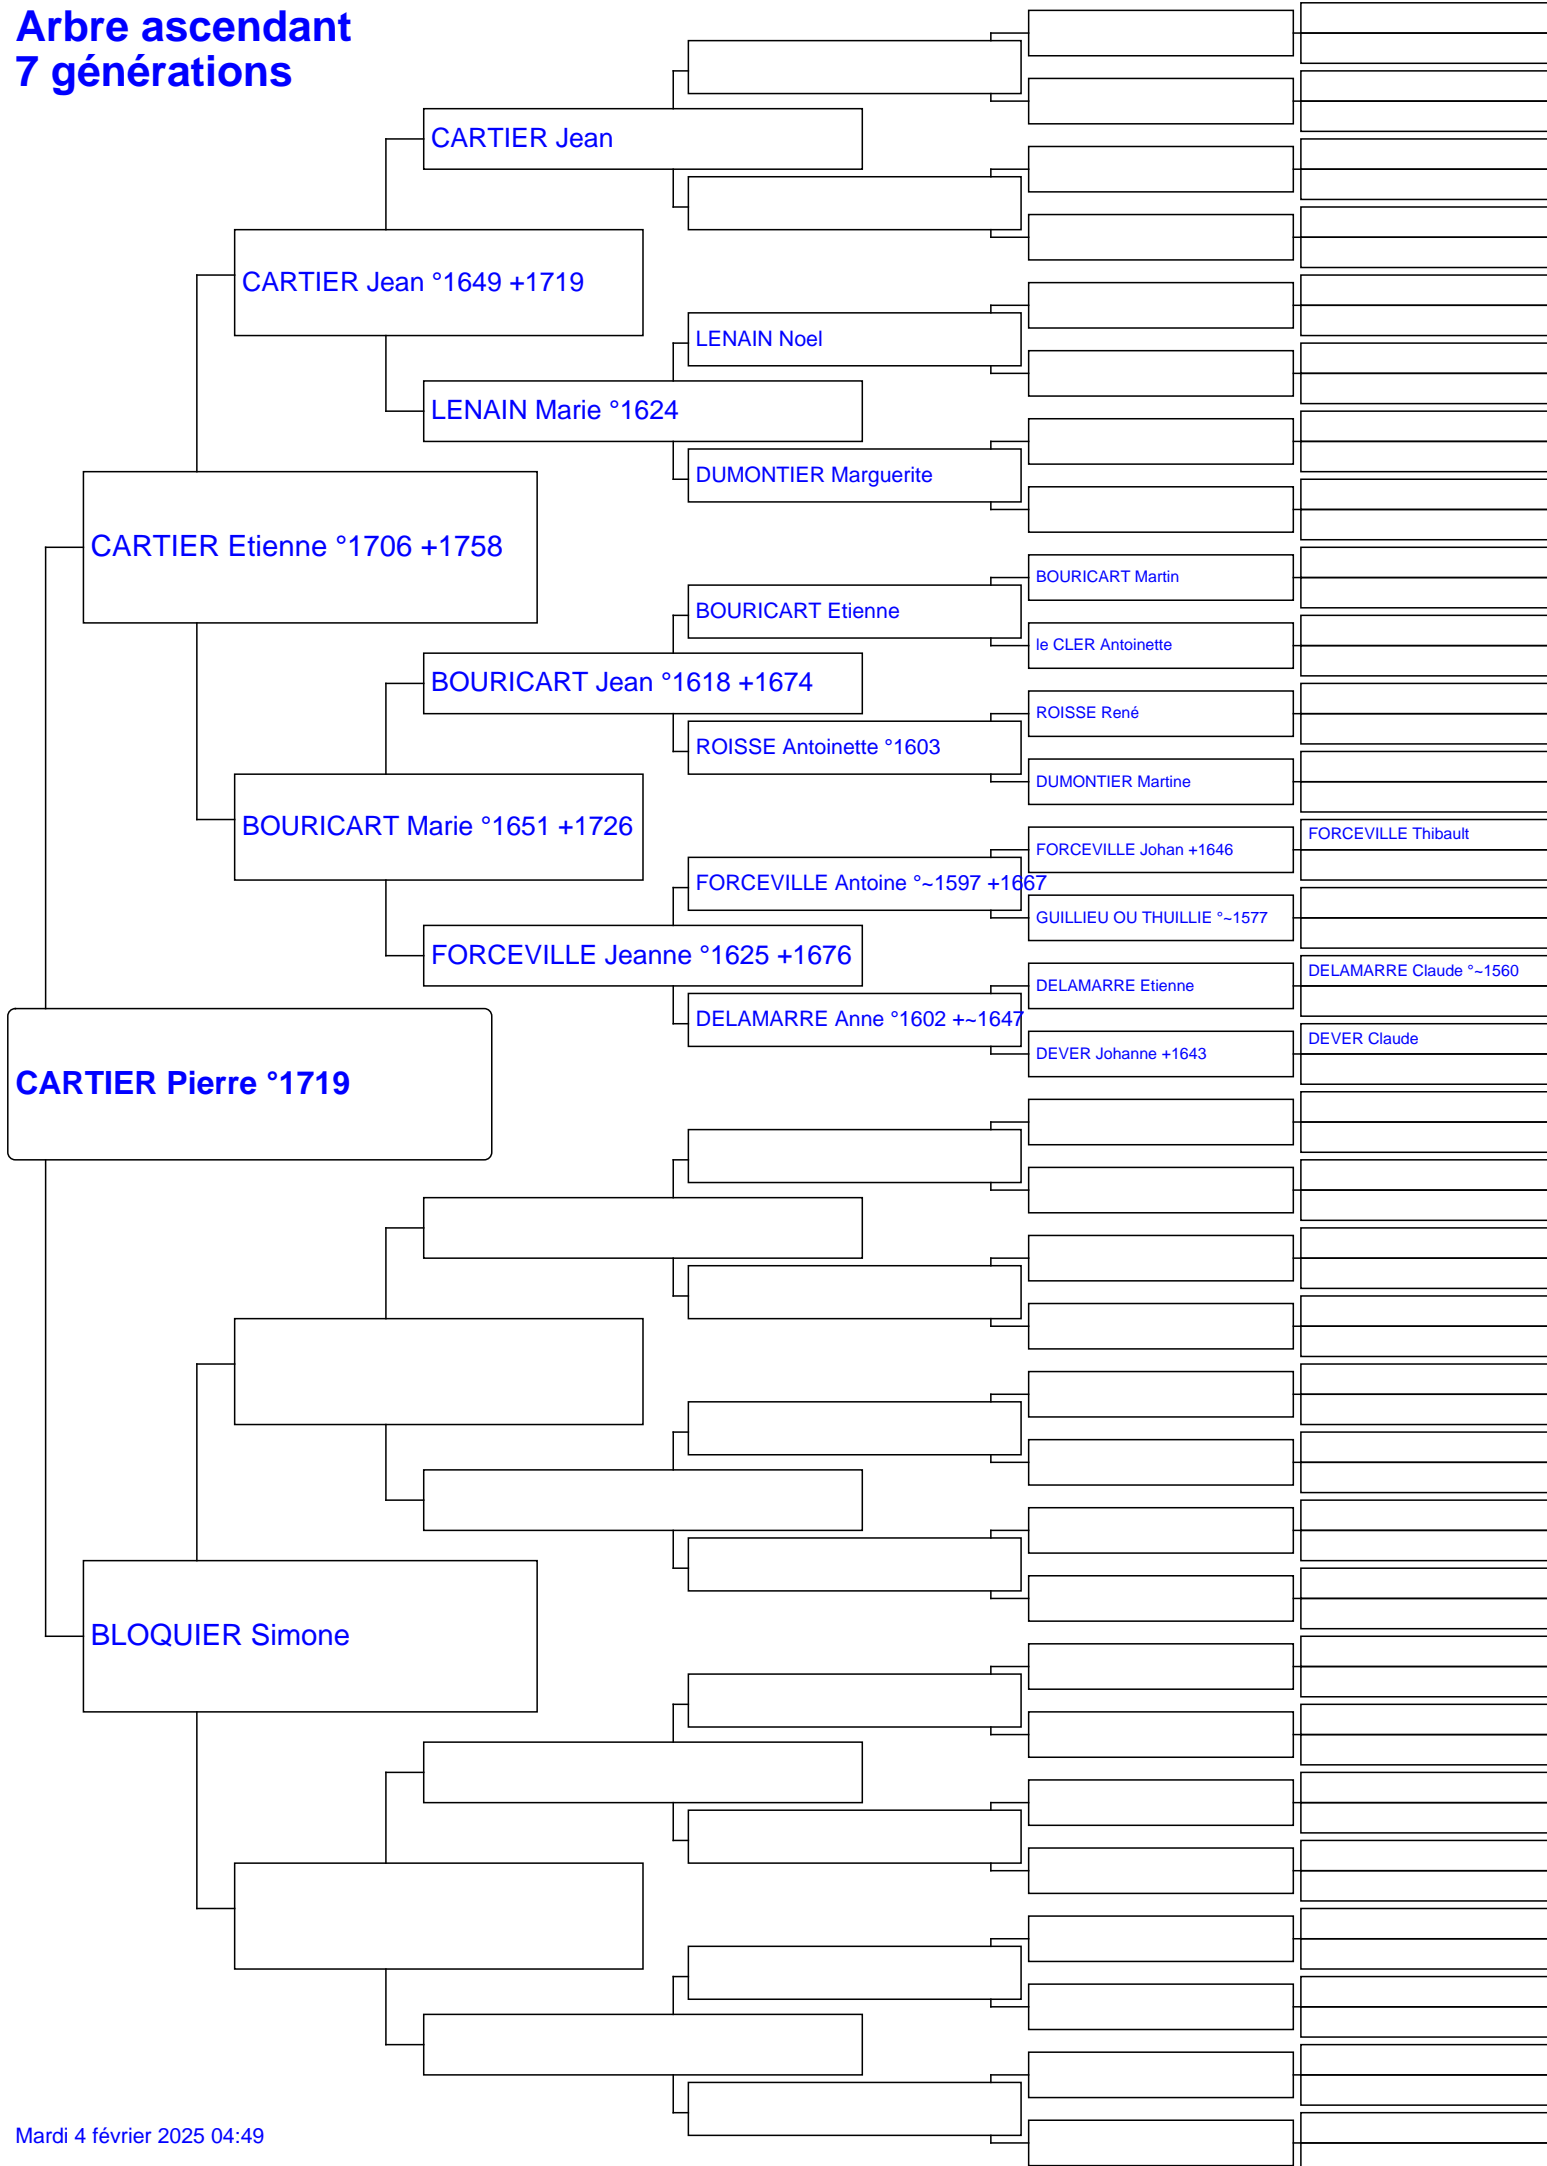 Arbre ascendant
7 générations
CARTIER Jean
CARTIER Jean °1649 +1719
LENAIN Noel
LENAIN Marie °1624
DUMONTIER Marguerite
CARTIER Etienne °1706 +1758
BOURICART Martin
BOURICART Etienne
le CLER Antoinette
BOURICART Jean °1618 +1674
ROISSE René
ROISSE Antoinette °1603
DUMONTIER Martine
BOURICART Marie °1651 +1726
FORCEVILLE Thibault
FORCEVILLE Johan +1646
FORCEVILLE Antoine °~1597 +1667
GUILLIEU OU THUILLIE °~1577
FORCEVILLE Jeanne °1625 +1676
DELAMARRE Claude °~1560
DELAMARRE Etienne
DELAMARRE Anne °1602 +~1647
DEVER Claude
DEVER Johanne +1643
CARTIER Pierre °1719
BLOQUIER Simone
Mardi 4 février 2025 04:49